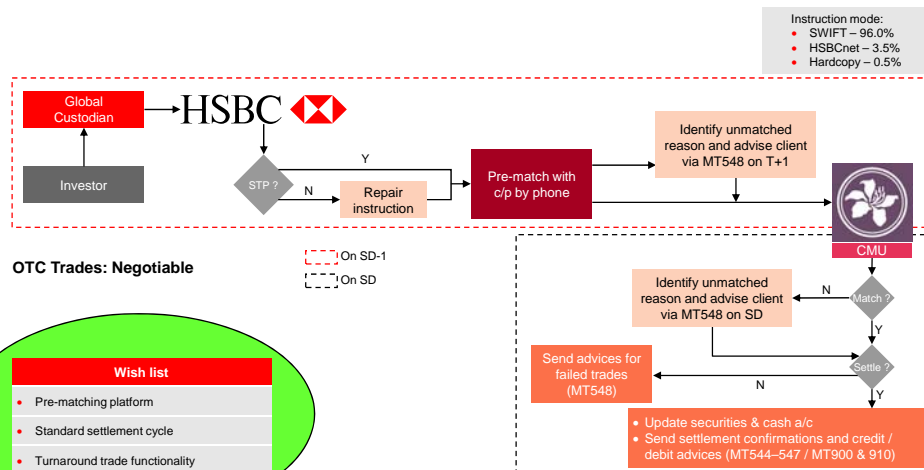 Instruction mode:
• SWIFT – 96.0%
• HSBCnet – 3.5%
• Hardcopy – 0.5%
Global
Custodian
HSBC
Investor
STP ?
Y
N
Repair
instruction
Pre-match with
c/p by phone
Identify unmatched
reason and advise client
via MT548 on T+1
CMU
OTC Trades: Negotiable
On SD-1
On SD
Identify unmatched
reason and advise client
via MT548 on SD
N
Match ?
Y
Send advices for
failed trades
(MT548)
N
Settle ?
Y
• Update securities & cash a/c
• Send settlement confirmations and credit /
debit advices (MT544–547 / MT900 & 910)
Wish list
• Pre-matching platform
• Standard settlement cycle
• Turnaround trade functionality